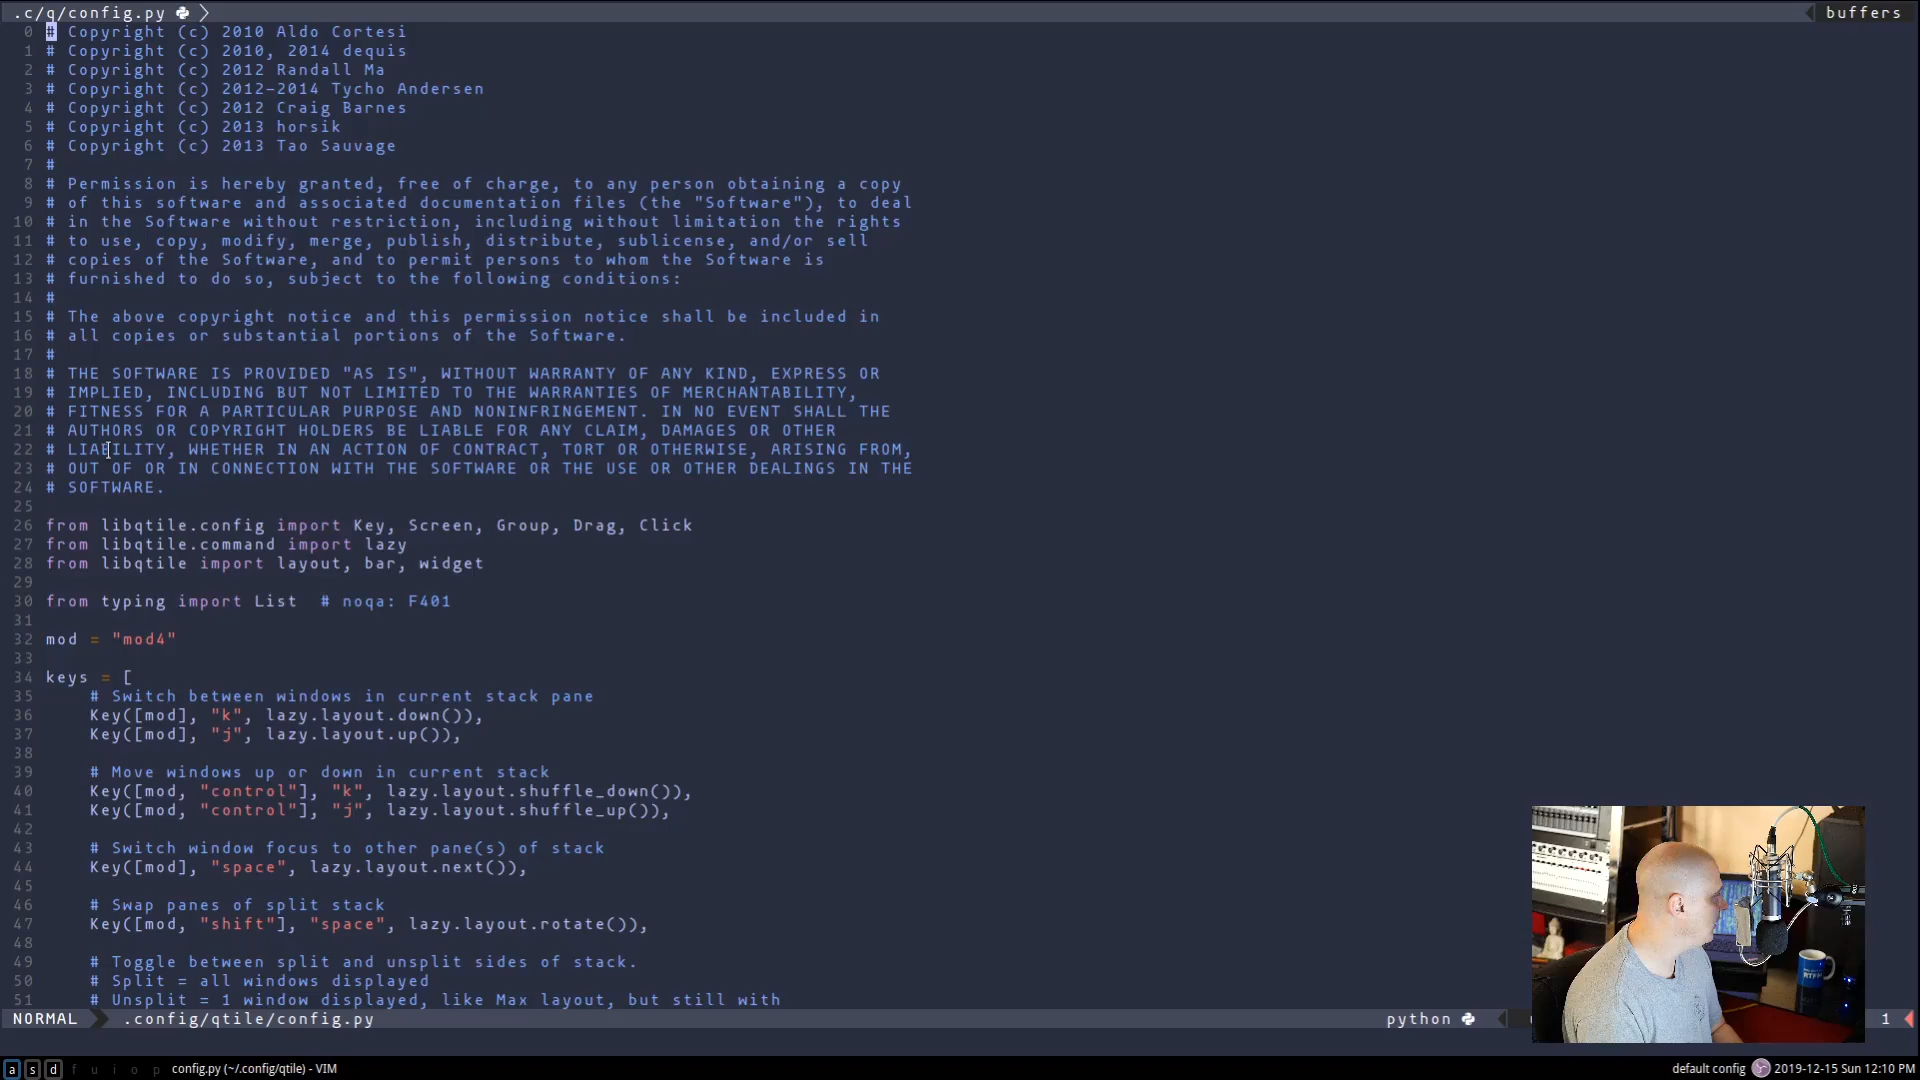 .c/q/config.py
buffers
0 # Copyright (c) 2010 Aldo Cortesi
1 # Copyright (c) 2010, 2014 dequis
2 # Copyright (c) 2012 Randall Ma
3 # Copyright (c) 2012-2014 Tycho Andersen
4 # Copyright (c) 2012 Craig Barnes
5 # Copyright (c) 2013 horsik
6 # Copyright (c) 2013 Tao Sauvage
7 #
8 # Permission is hereby granted, free of charge, to any person obtaining a copy
9 # of this software and associated documentation files (the "Software"), to deal
10 # in the Software without restriction, including without limitation the rights
11 # to use, copy, modify, merge, publish, distribute, sublicense, and/or sell
12 # copies of the Software, and to permit persons to whom the Software is
13 # furnished to do so, subject to the following conditions:
14 #
15 # The above copyright notice and this permission notice shall be included in
16 # all copies or substantial portions of the Software.
17 #
18 # THE SOFTWARE IS PROVIDED "AS IS", WITHOUT WARRANTY OF ANY KIND, EXPRESS OR
19 # IMPLIED, INCLUDING BUT NOT LIMITED TO THE WARRANTIES OF MERCHANTABILITY,
20 # FITNESS FOR A PARTICULAR PURPOSE AND NONINFRINGEMENT. IN NO EVENT SHALL THE
21 # AUTHORS OR COPYRIGHT HOLDERS BE LIABLE FOR ANY CLAIM, DAMAGES OR OTHER
22 # LIABILITY, WHETHER IN AN ACTION OF CONTRACT, TORT OR OTHERWISE, ARISING FROM,
23 # OUT OF OR IN CONNECTION WITH THE SOFTWARE OR THE USE OR OTHER DEALINGS IN THE
24 # SOFTWARE.
25
26 from libqtile.config import Key, Screen, Group, Drag, Click
27 from libqtile.command import lazy
28 from libqtile import layout, bar, widget
29
30 from typing import List  # noqa: F401
31
32 mod = "mod4"
33
34 keys = [
35     # Switch between windows in current stack pane
36     Key([mod], "k", lazy.layout.down()),
37     Key([mod], "j", lazy.layout.up()),
38
39     # Move windows up or down in current stack
40     Key([mod, "control"], "k", lazy.layout.shuffle_down()),
41     Key([mod, "control"], "j", lazy.layout.shuffle_up()),
42
43     # Switch window focus to other pane(s) of stack
44     Key([mod], "space", lazy.layout.next()),
45
46     # Swap panes of split stack
47     Key([mod, "shift"], "space", lazy.layout.rotate()),
48
49     # Toggle between split and unsplit sides of stack.
50     # Split = all windows displayed
51     # Unsplit = 1 window displayed, like Max layout, but still with
NORMAL .config/qtile/config.py python 1
a s d f u i o p config.py (~/.config/qtile) - VIM default config 2019-12-15 Sun 12:10 PM
RTFM